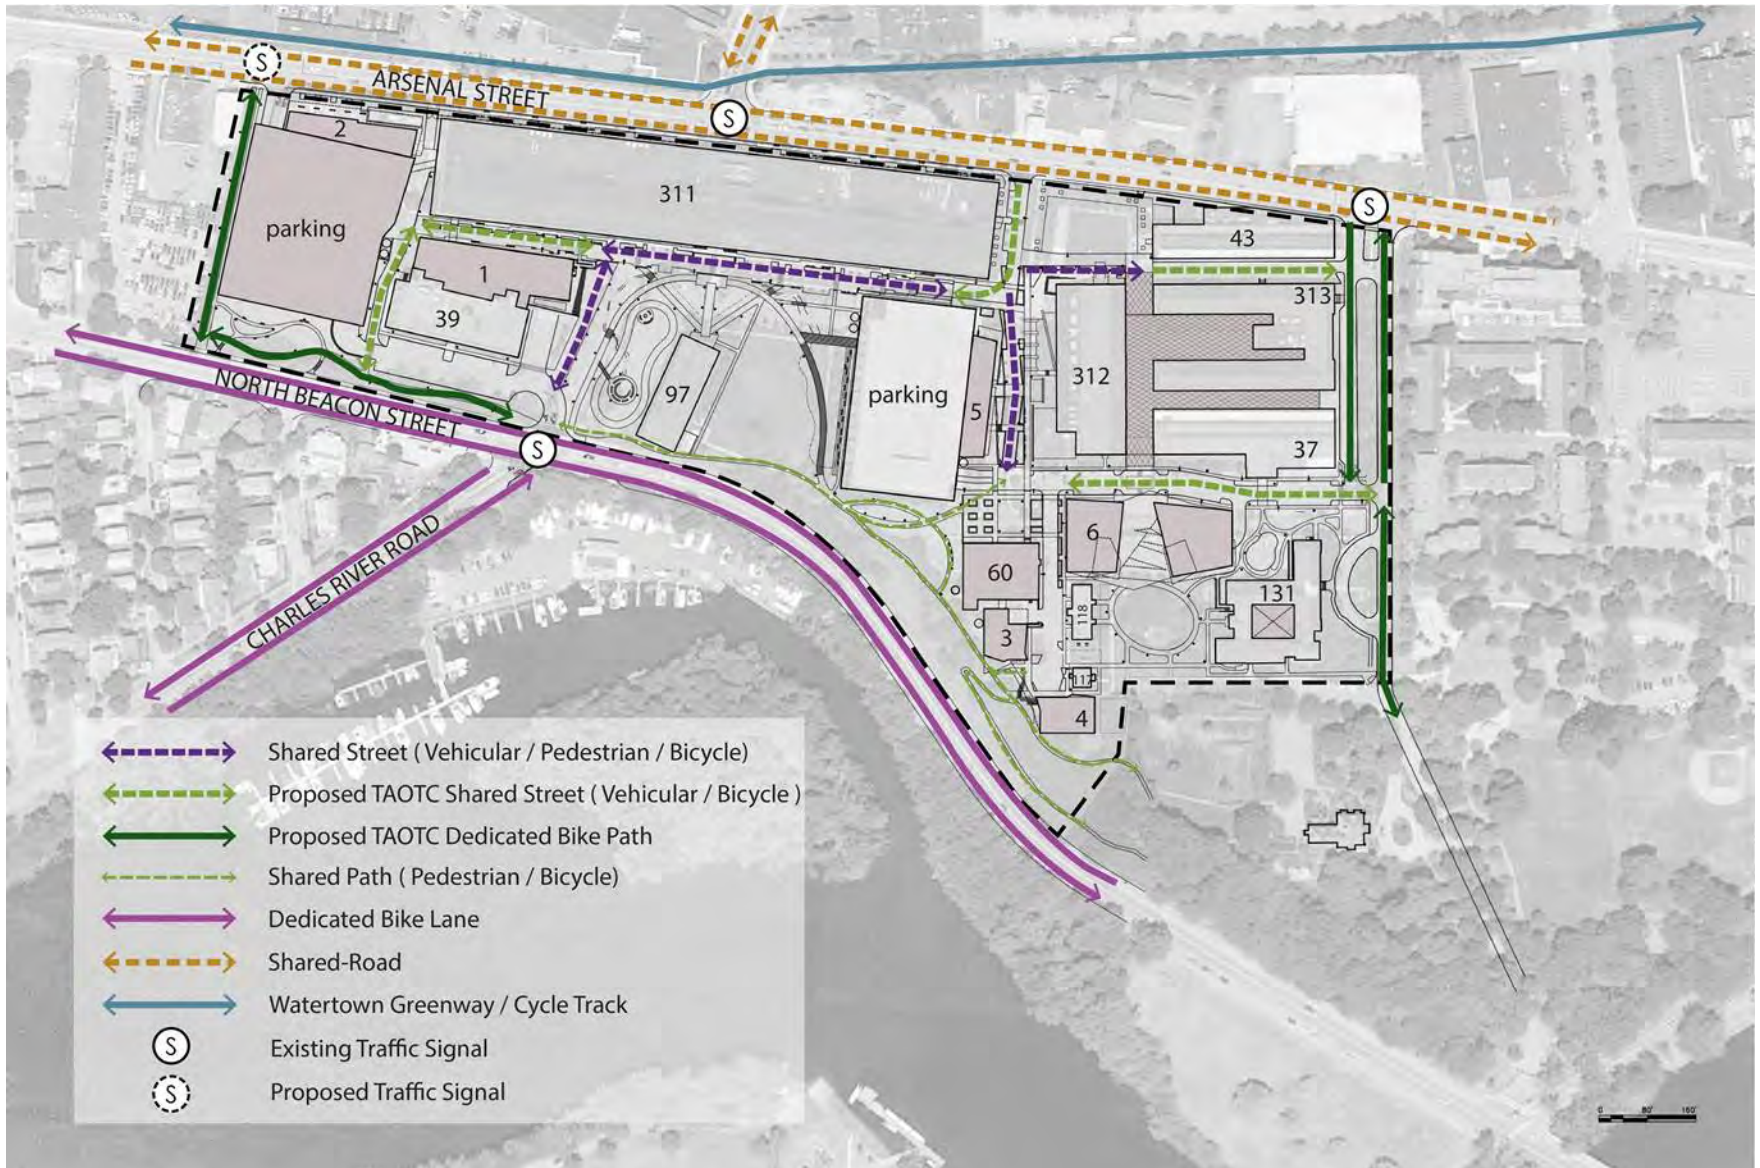 S
ARSENAL STREET
S
2
311
S
parking
43
1
313
39
312
parking
97
5
37
NORTH BEACON STREET
S
CHARLES RIVER ROAD
6
60
131
118
3
117
4
Shared Street ( Vehicular / Pedestrian / Bicycle)
Proposed TAOTC Shared Street ( Vehicular / Bicycle )
Proposed TAOTC Dedicated Bike Path
Shared Path ( Pedestrian / Bicycle)
Dedicated Bike Lane
Shared-Road
Watertown Greenway / Cycle Track
S Existing Traffic Signal
S Proposed Traffic Signal
0 80' 160'